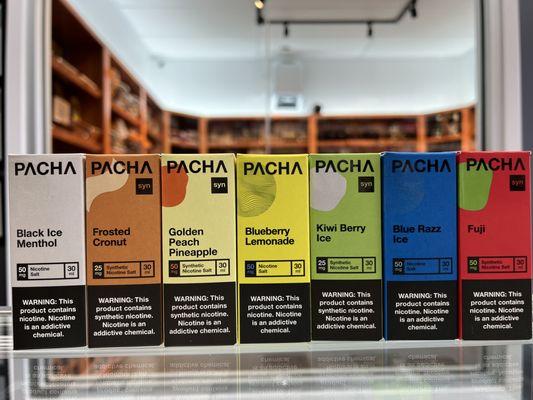 PACHA
Black Ice
Menthol
50 mg Nicotine Salt 30 ml
WARNING: This
product contains
nicotine. Nicotine
is an addictive
chemical.
PACHA
syn
Frosted
Cronut
25 mg Synthetic Nicotine Salt 30 ml
WARNING: This
product contains
synthetic nicotine.
Nicotine is an
addictive chemical.
PACHA
syn
Golden
Peach
Pineapple
50 mg Synthetic Nicotine Salt 30 ml
WARNING: This
product contains
synthetic nicotine.
Nicotine is an
addictive chemical.
PACHA
Blueberry
Lemonade
50 mg Nicotine Salt 30 ml
WARNING: This
product contains
nicotine. Nicotine
is an addictive
chemical.
PACHA
syn
Kiwi Berry
Ice
25 mg Synthetic Nicotine Salt 30 ml
WARNING: This
product contains
nicotine. Nicotine
is an addictive
chemical.
PACHA
Blue Razz
Ice
50 mg Nicotine Salt 30 ml
WARNING: This
product contains
nicotine. Nicotine
is an addictive
chemical.
PACHA
syn
Fuji
50 mg Synthetic Nicotine Salt 30 ml
WARNING: This
product contains
nicotine. Nicotine
is an addictive
chemical.